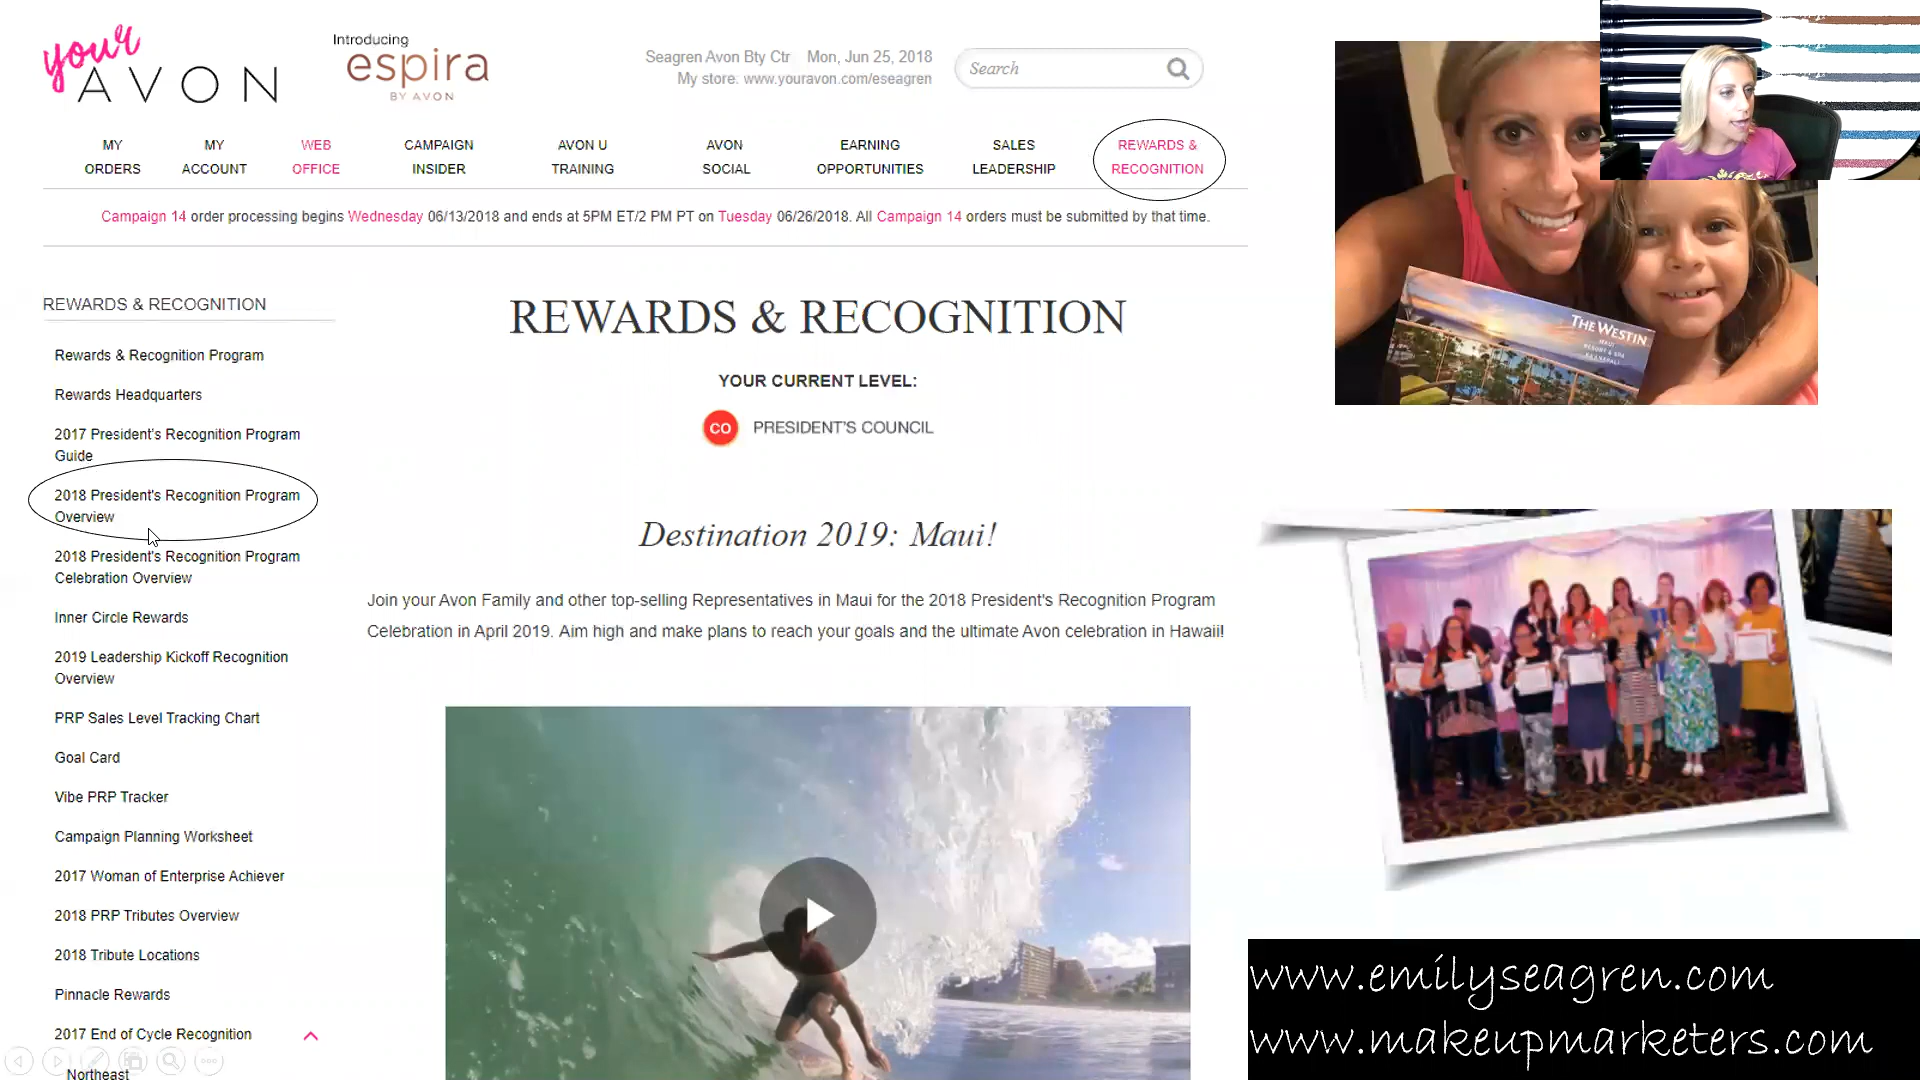 your
AVON
Introducing
espira
BY AVON
Seagren Avon Bty Ctr Mon, Jun 25, 2018
My store. www.youravon.com/eseagren
Search
MY ORDERS
MY ACCOUNT
WEB OFFICE
CAMPAIGN INSIDER
AVON U TRAINING
AVON SOCIAL
EARNING OPPORTUNITIES
SALES LEADERSHIP
REWARDS & RECOGNITION
Campaign 14 order processing begins Wednesday 06/13/2018 and ends at 5PM ET/2 PM PT on Tuesday 06/26/2018. All Campaign 14 orders must be submitted by that time.
REWARDS & RECOGNITION
Rewards & Recognition Program
Rewards Headquarters
2017 President's Recognition Program
Guide
2018 President's Recognition Program
Overview
2018 President's Recognition Program
Celebration Overview
Inner Circle Rewards
2019 Leadership Kickoff Recognition
Overview
PRP Sales Level Tracking Chart
Goal Card
Vibe PRP Tracker
Campaign Planning Worksheet
2017 Woman of Enterprise Achiever
2018 PRP Tributes Overview
2018 Tribute Locations
Pinnacle Rewards
2017 End of Cycle Recognition
Northeast
REWARDS & RECOGNITION
YOUR CURRENT LEVEL:
CO PRESIDENT'S COUNCIL
Destination 2019: Maui!
Join your Avon Family and other top-selling Representatives in Maui for the 2018 President's Recognition Program
Celebration in April 2019. Aim high and make plans to reach your goals and the ultimate Avon celebration in Hawaii!
THE WESTIN
MAUI
RESORT & SPA
KA'ANAPALI
www.emilyseagren.com
www.makeupmarketers.com